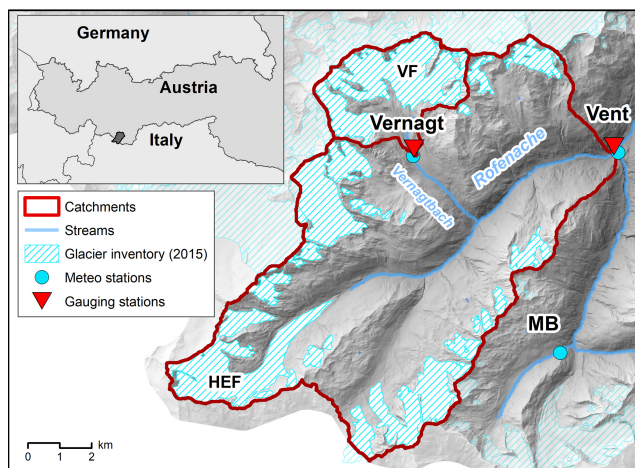 Germany
Austria
Italy
VF
Vernagt
Vent
Rofenache
Vernagtbach
Catchments
Streams
Glacier inventory (2015)
Meteo stations
Gauging stations
MB
HEF
km
0 1 2